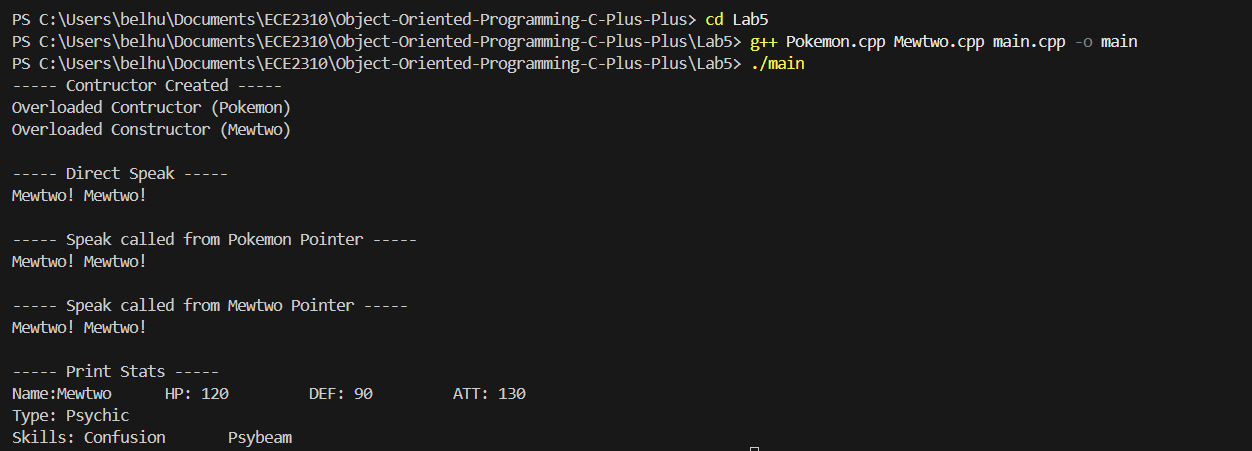 PS C:\Users\belhu\Documents\ECE2310\Object-Oriented-Programming-C-Plus-Plus> cd Lab5
PS C:\Users\belhu\Documents\ECE2310\Object-Oriented-Programming-C-Plus-Plus\Lab5> g++ Pokemon.cpp Mewtwo.cpp main.cpp -o main
PS C:\Users\belhu\Documents\ECE2310\Object-Oriented-Programming-C-Plus-Plus\Lab5> ./main
----- Contructor Created -----
Overloaded Contructor (Pokemon)
Overloaded Constructor (Mewtwo)
----- Direct Speak -----
Mewtwo! Mewtwo!
----- Speak called from Pokemon Pointer -----
Mewtwo! Mewtwo!
----- Speak called from Mewtwo Pointer -----
Mewtwo! Mewtwo!
----- Print Stats -----
Name:Mewtwo      HP: 120         DEF: 90         ATT: 130
Type: Psychic
Skills: Confusion       Psybeam